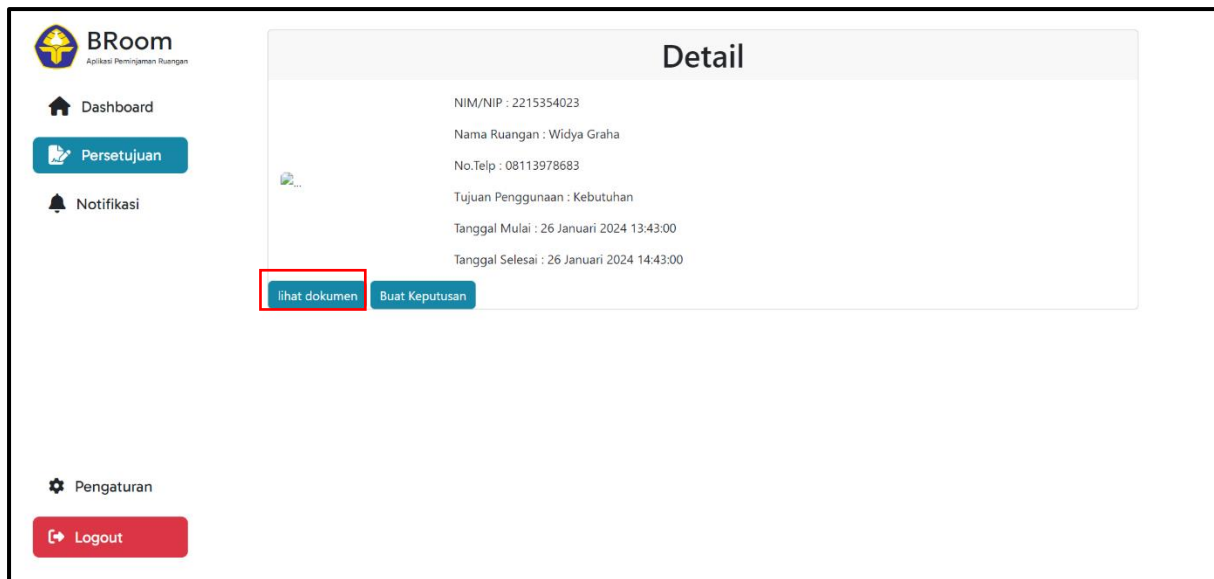 BRoom
Aplikasi Peminjaman Ruangan
Dashboard
Persetujuan
Notifikasi
Pengaturan
Logout
Detail
NIM/NIP : 2215354023
Nama Ruangan : Widya Graha
No.Telp : 08113978683
Tujuan Penggunaan : Kebutuhan
Tanggal Mulai : 26 Januari 2024 13:43:00
Tanggal Selesai : 26 Januari 2024 14:43:00
...
lihat dokumen Buat Keputusan